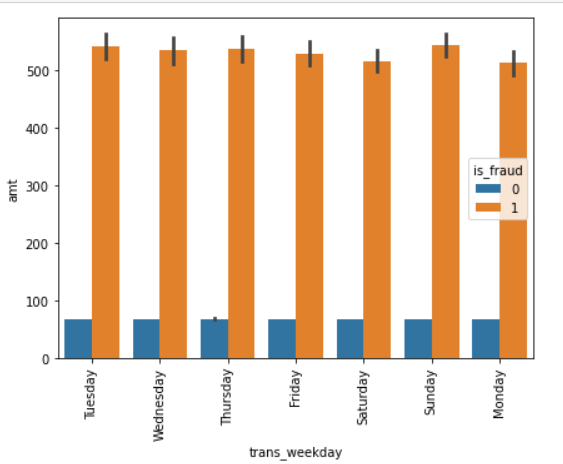 500
400
300
200
100
0
amt
is_fraud
0
1
Tuesday
Wednesday
Thursday
Friday
Saturday
Sunday
Monday
trans_weekday